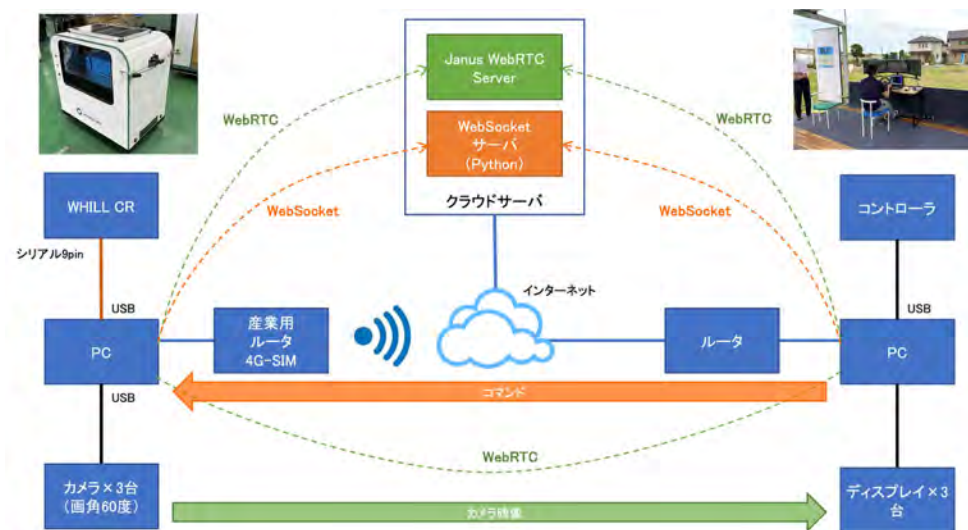 Janus WebRTC
Server
WebRTC
WebRTC
WebSocket
サーバ
(Python)
クラウドサーバ
WHILL CR
コントローラ
WebSocket
WebSocket
シリアル9pin
USB
インターネット
USB
PC
産業用
ルータ
4G-SIM
ルータ
PC
コマンド
USB
WebRTC
カメラ×3台
(画角60度)
ディスプレイ×3
台
カメラ映像